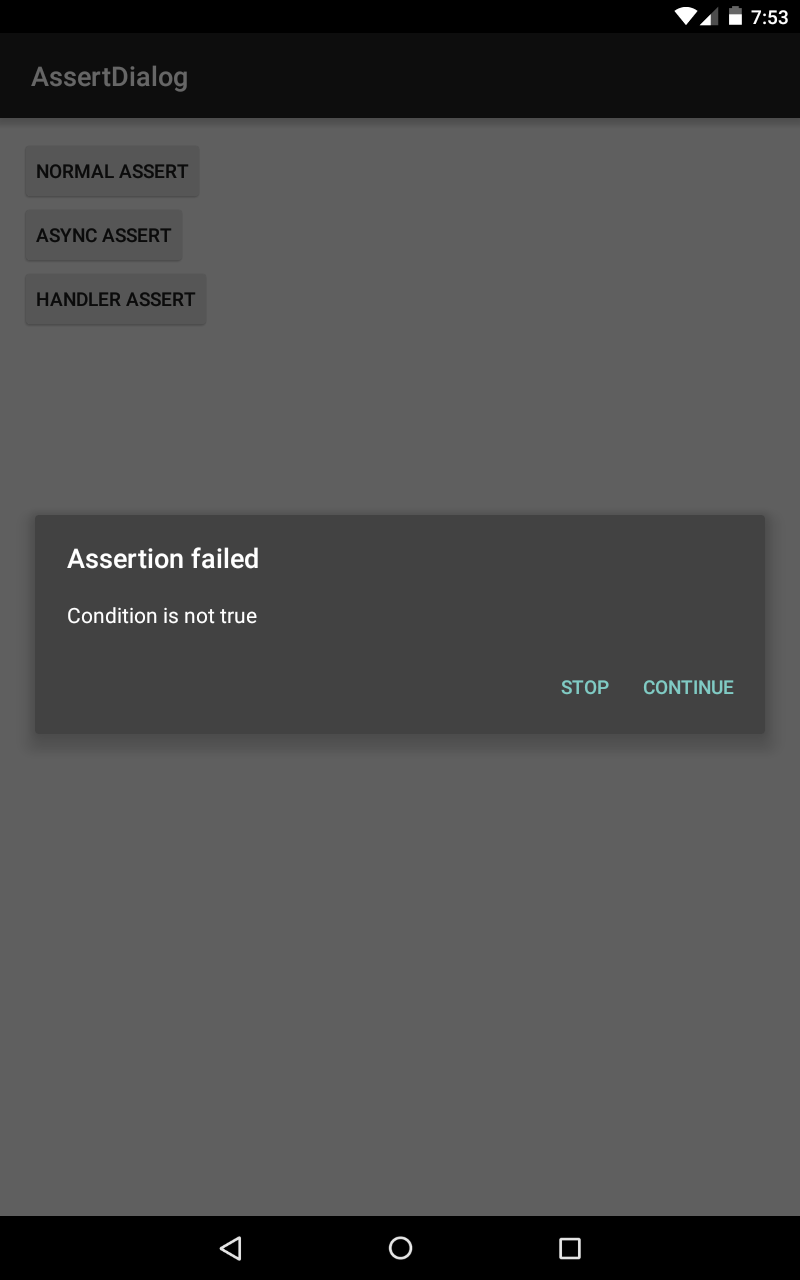 7:53
AssertDialog
NORMAL ASSERT
ASYNC ASSERT
HANDLER ASSERT
Assertion failed
Condition is not true
STOP CONTINUE